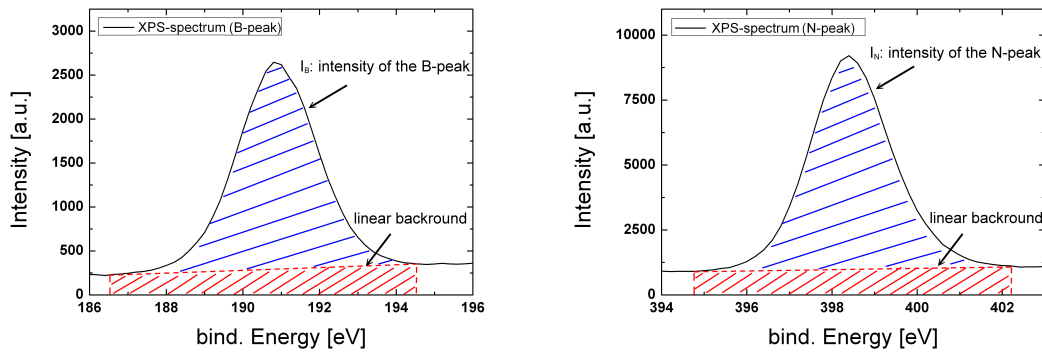 XPS-spectrum (B-peak)
I_B: intensity of the B-peak
linear backround
Intensity [a.u.]
3000
2500
2000
1500
1000
500
0
186 188 190 192 194 196
bind. Energy [eV]
XPS-spectrum (N-peak)
I_N: intensity of the N-peak
linear backround
Intensity [a.u.]
10000
7500
5000
2500
0
394 396 398 400 402
bind. Energy [eV]